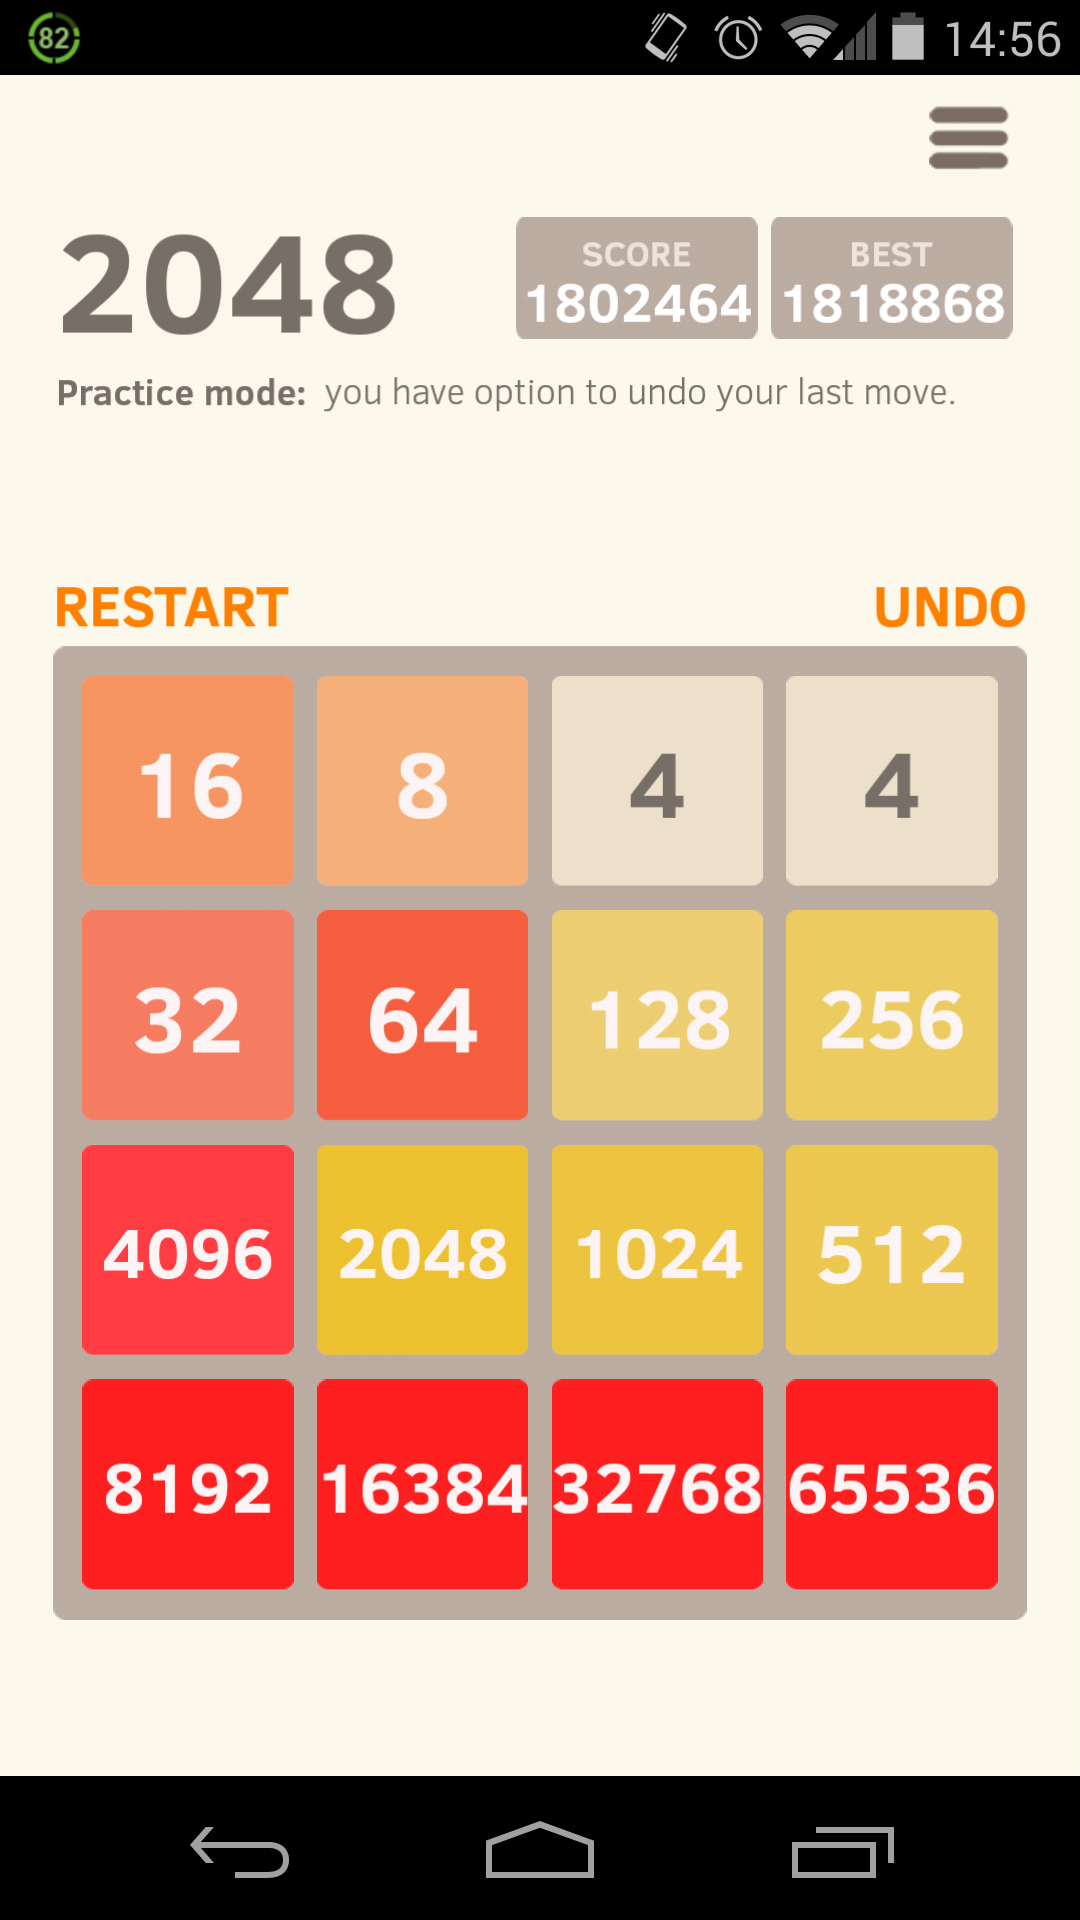 82 14:56
2048
SCORE BEST
1802464 1818868
Practice mode: you have option to undo your last move.
RESTART UNDO
16 8 4 4
32 64 128 256
4096 2048 1024 512
8192 16384 32768 65536